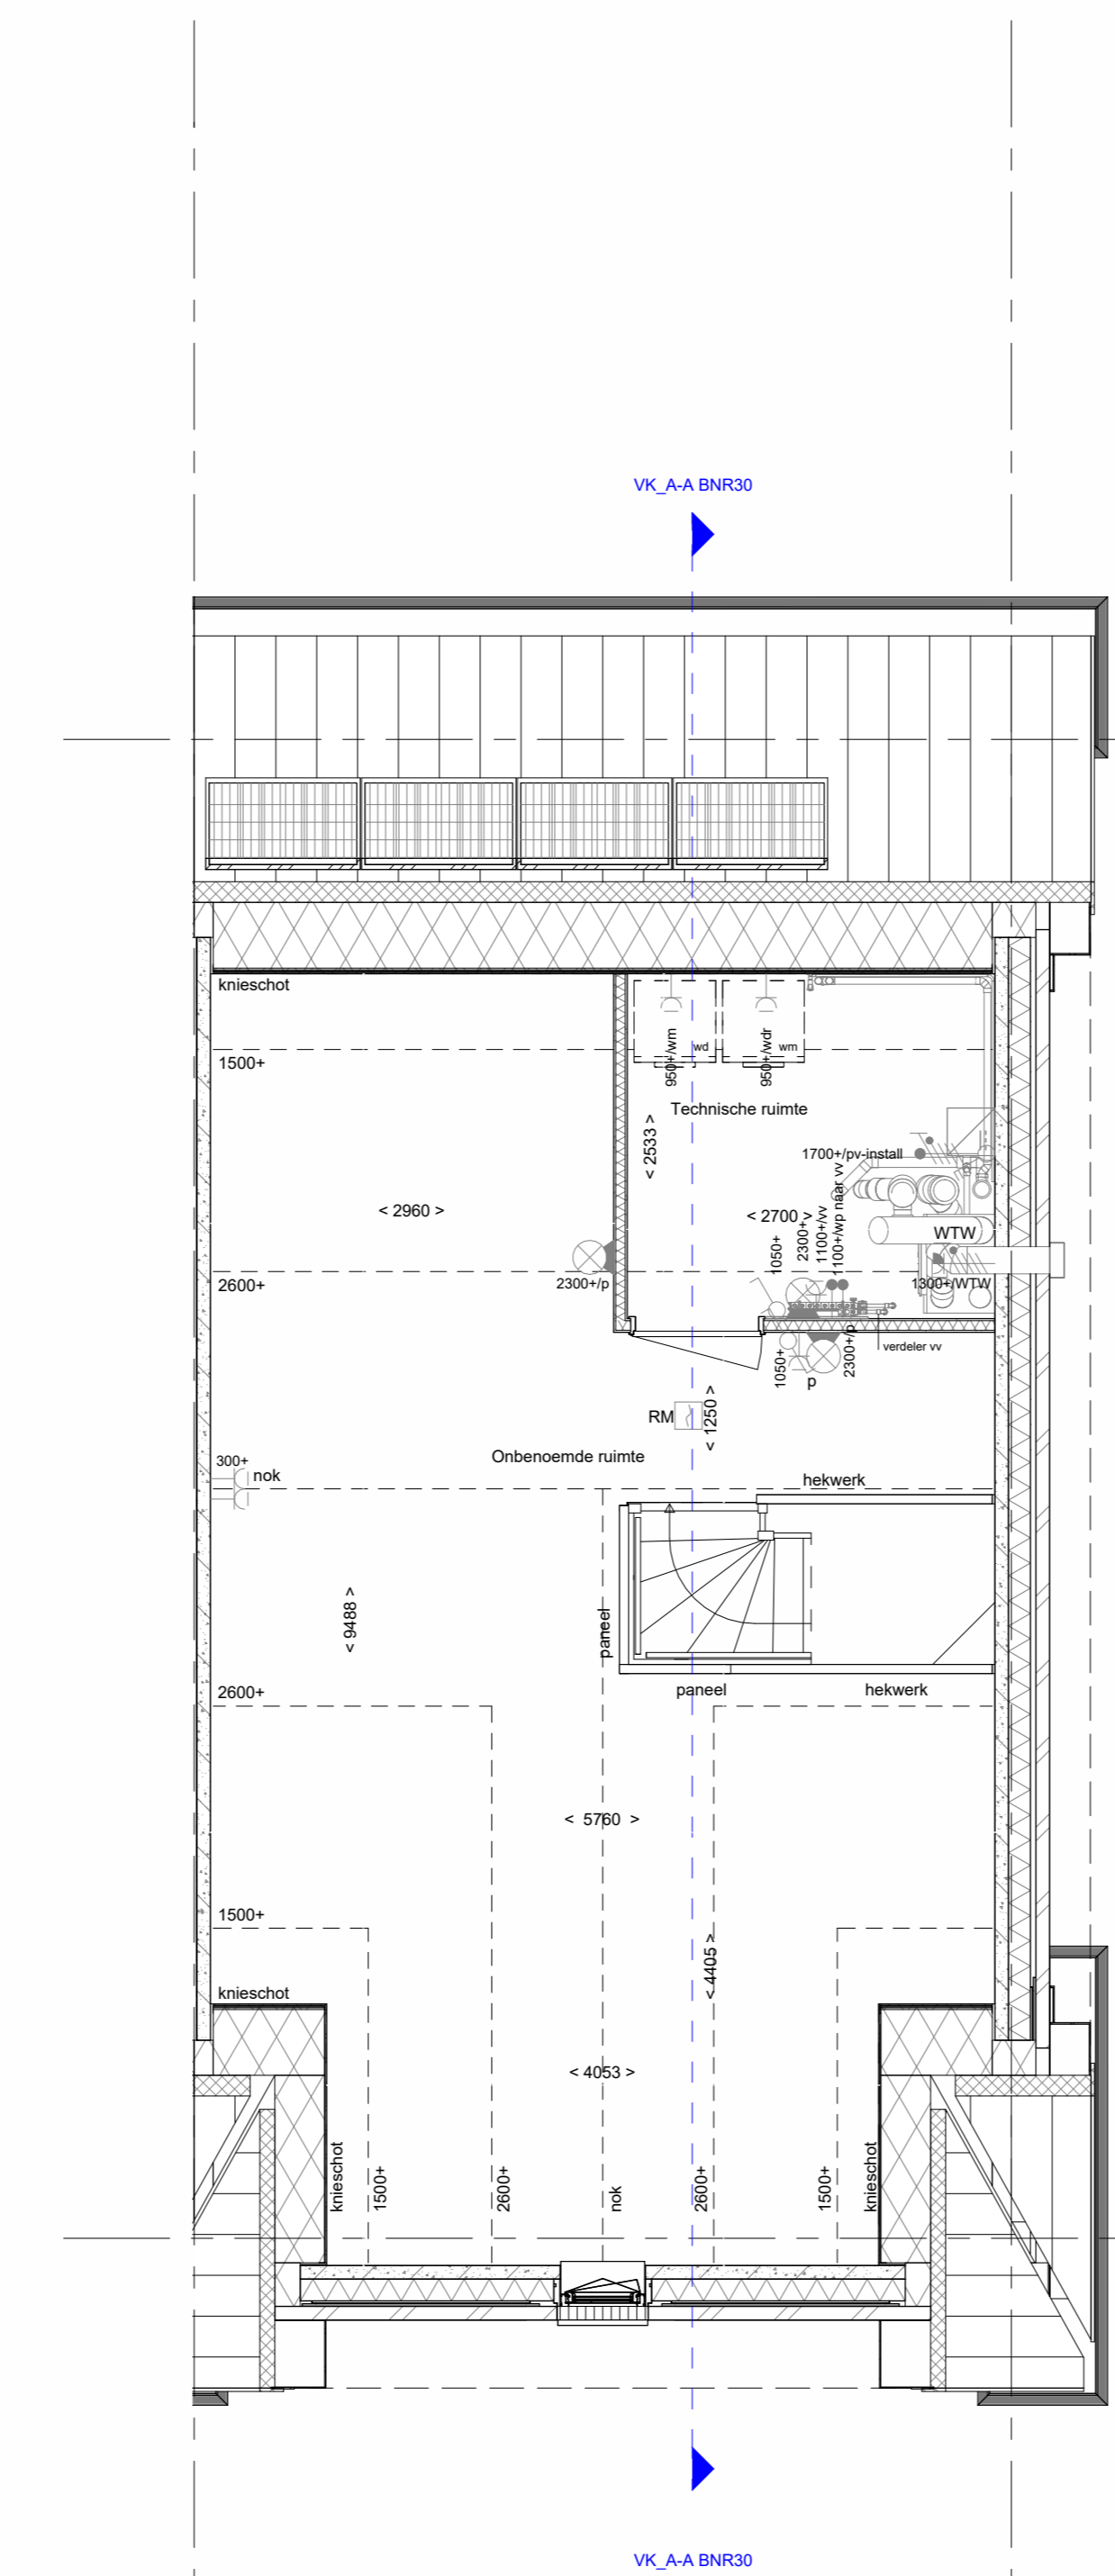 VK_A-A BNR30
knieschot
1500+
950+/wm
wd
950+/wdr
wm
Technische ruimte
< 2533 >
1700+/pv-install
< 2960 >
< 2700 >
1050+
2300+
1100+/vv
1100+/wp naar vv
WTW
2600+
2300+/p
1300+/WTW
verdeler vv
1050+
p
2300+/p
RM
< 1250 >
Onbenoemde ruimte
300+
nok
hekwerk
< 9488 >
paneel
2600+
paneel
hekwerk
< 5760 >
1500+
< 4405 >
knieschot
< 4053 >
knieschot
1500+
2600+
nok
2600+
1500+
knieschot
VK_A-A BNR30